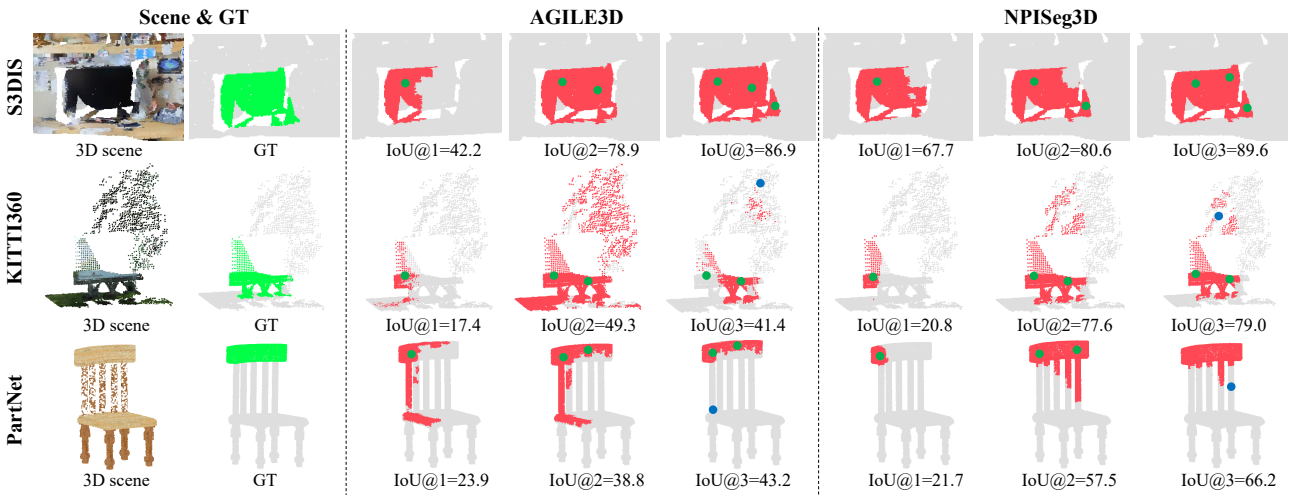 Scene & GT AGILE3D NPISeg3D
S3DIS
3D scene GT IoU@1=42.2 IoU@2=78.9 IoU@3=86.9 IoU@1=67.7 IoU@2=80.6 IoU@3=89.6
KITTI360
3D scene GT IoU@1=17.4 IoU@2=49.3 IoU@3=41.4 IoU@1=20.8 IoU@2=77.6 IoU@3=79.0
PartNet
3D scene GT IoU@1=23.9 IoU@2=38.8 IoU@3=43.2 IoU@1=21.7 IoU@2=57.5 IoU@3=66.2